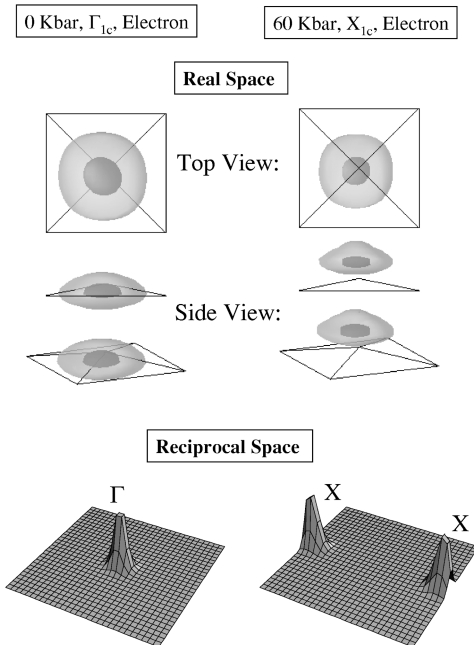 0 Kbar, Γ1c, Electron
60 Kbar, X1c, Electron
Real Space
Top View:
Side View:
Reciprocal Space
Γ
X
X